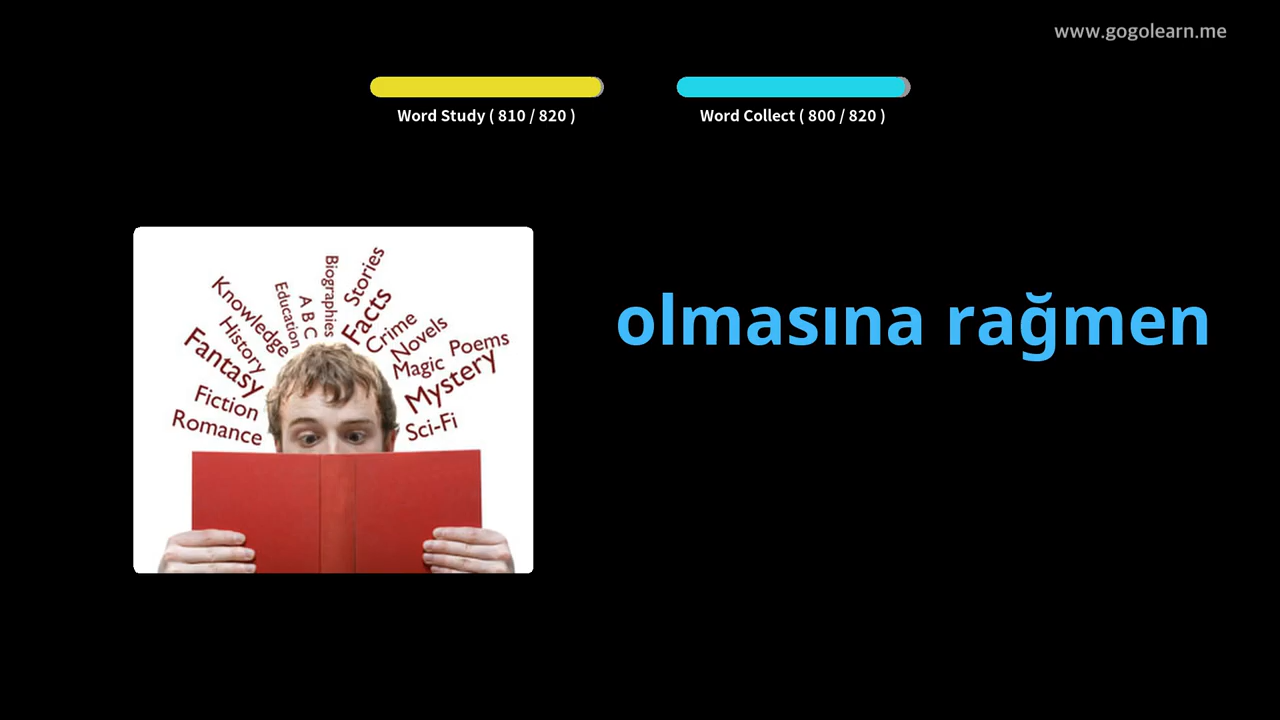 www.gogolearn.me
Word Study ( 810 / 820 )
Word Collect ( 800 / 820 )
olmasına rağmen
Knowledge
Education
A B C
Biographies
Stories
Facts
History
Crime
Novels
Fantasy
Magic
Poems
Mystery
Fiction
Romance
Sci-Fi